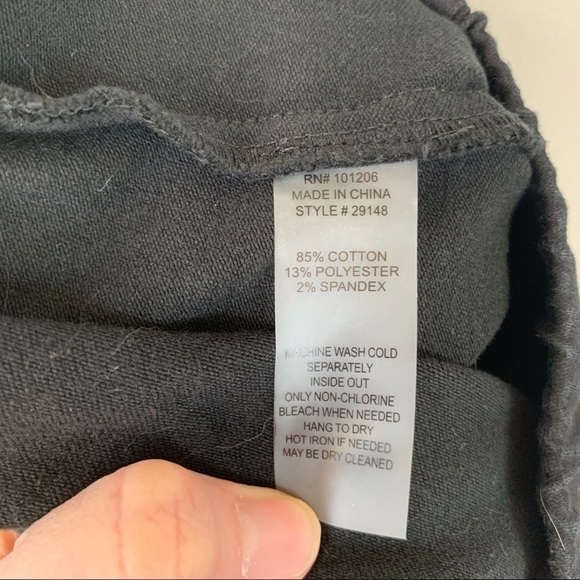 RN# 101206
MADE IN CHINA
STYLE # 29148
85% COTTON
13% POLYESTER
2% SPANDEX
MACHINE WASH COLD
SEPARATELY
INSIDE OUT
ONLY NON-CHLORINE
BLEACH WHEN NEEDED
HANG TO DRY
HOT IRON IF NEEDED
MAY BE DRY CLEANED